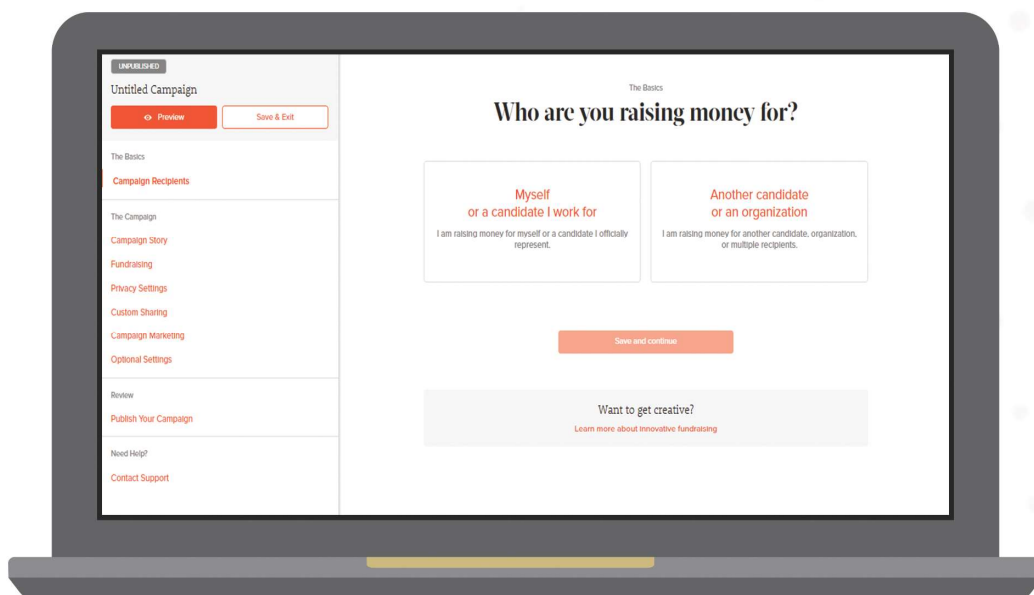 UNPUBLISHED
Untitled Campaign
Preview
Save & Exit
The Basics
Campaign Recipients
The Campaign
Campaign Story
Fundraising
Privacy Settings
Custom Sharing
Campaign Marketing
Optional Settings
Review
Publish Your Campaign
Need Help?
Contact Support
The Basics
Who are you raising money for?
Myself
or a candidate I work for
I am raising money for myself or a candidate I officially
represent.
Another candidate
or an organization
I am raising money for another candidate, organization,
or multiple recipients.
Save and continue
Want to get creative?
Learn more about innovative fundraising